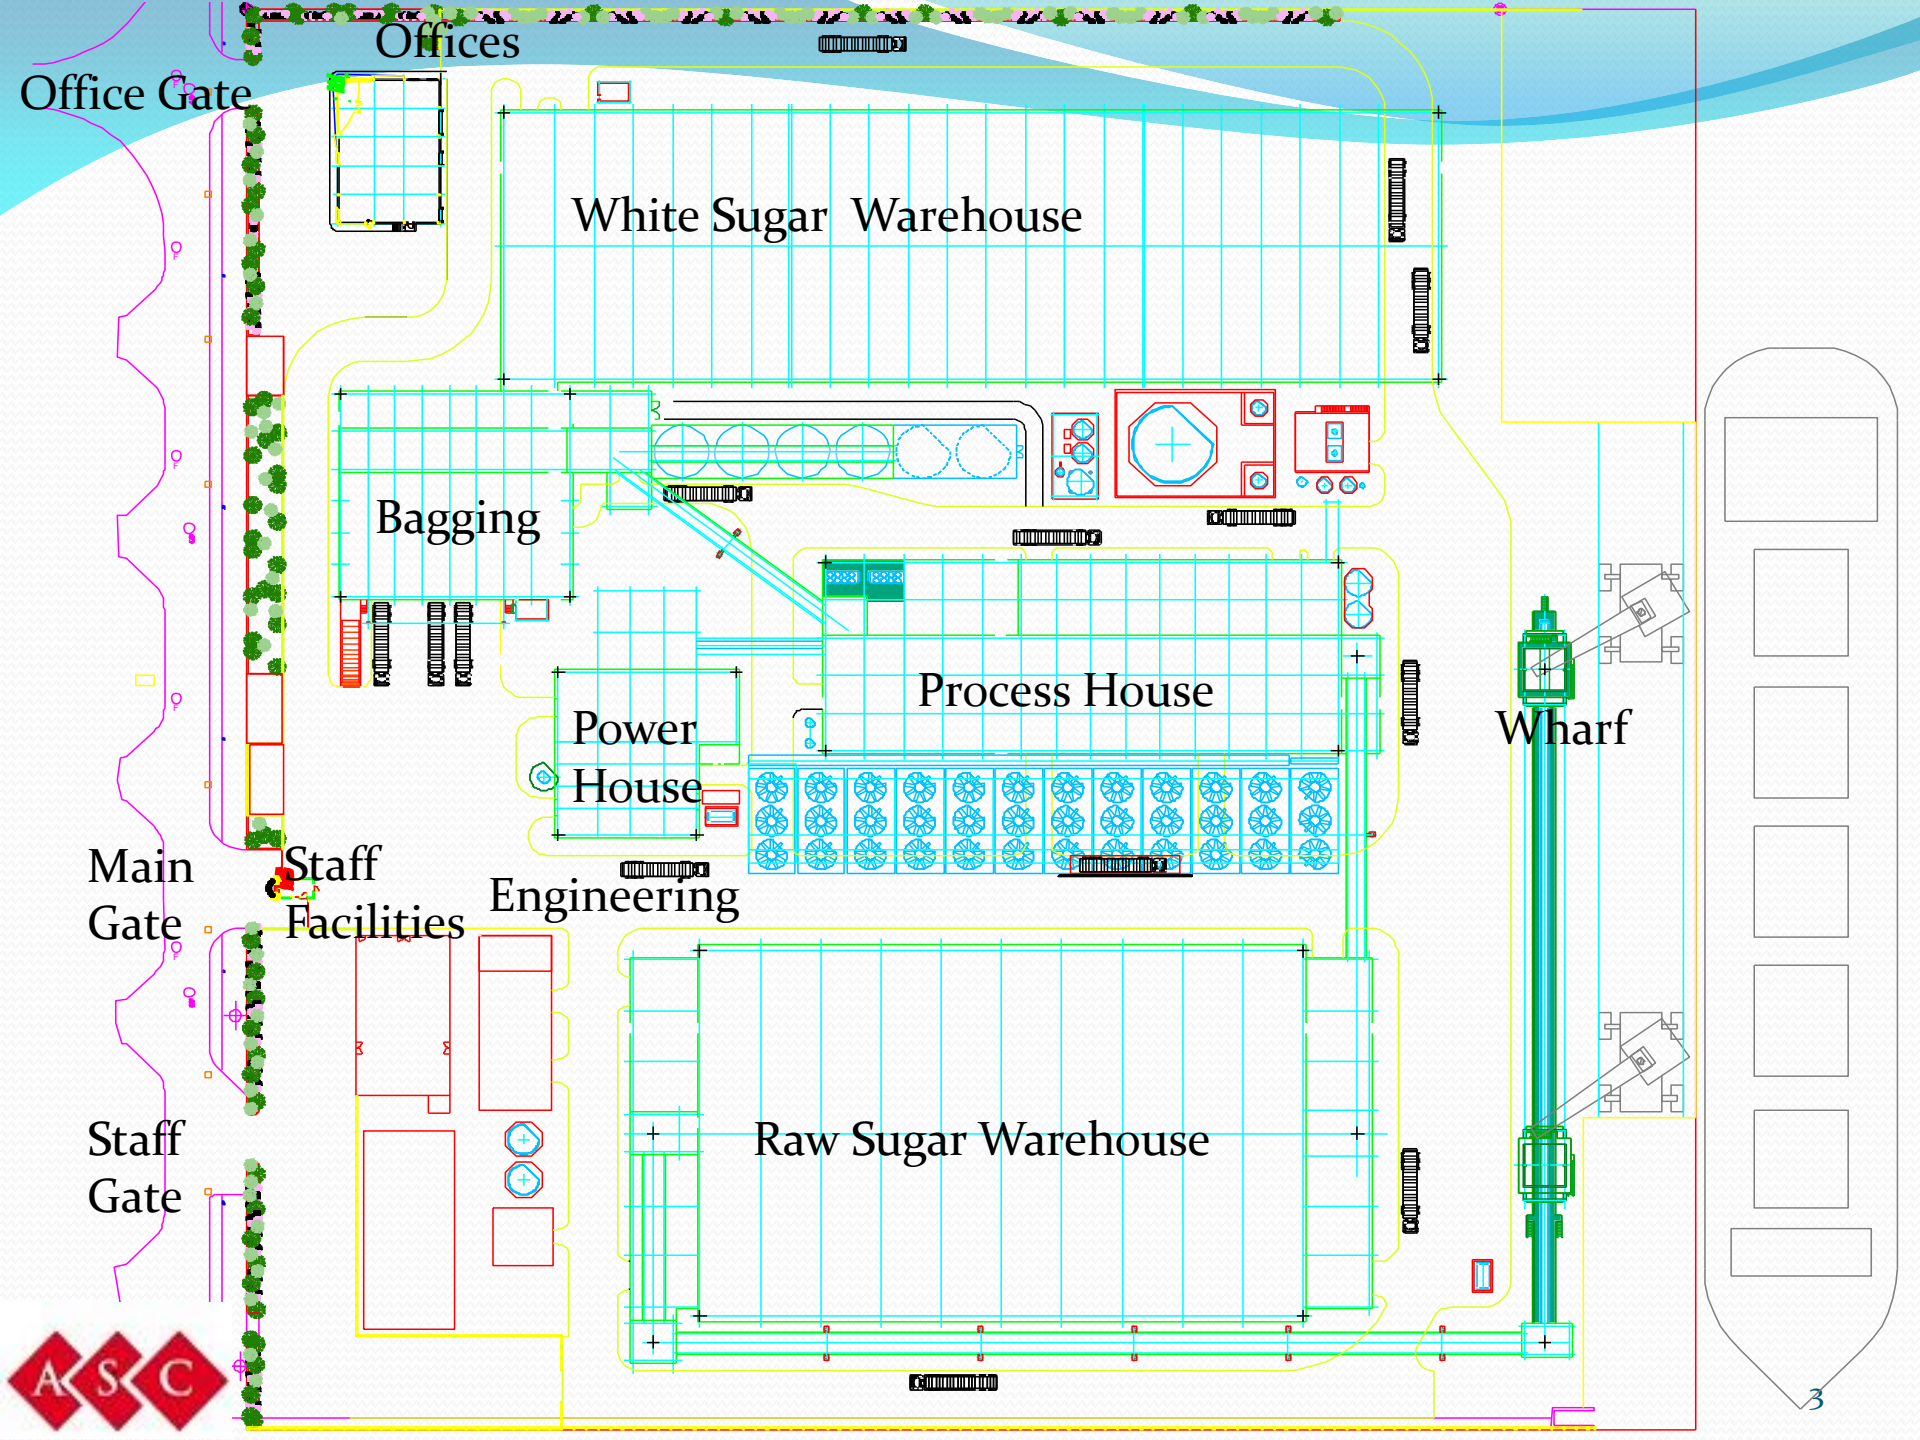 Offices
Office Gate
White Sugar Warehouse
Bagging
Process House
Power
House
Wharf
Main
Gate
Staff
Facilities
Engineering
Staff
Gate
Raw Sugar Warehouse
ASC
3